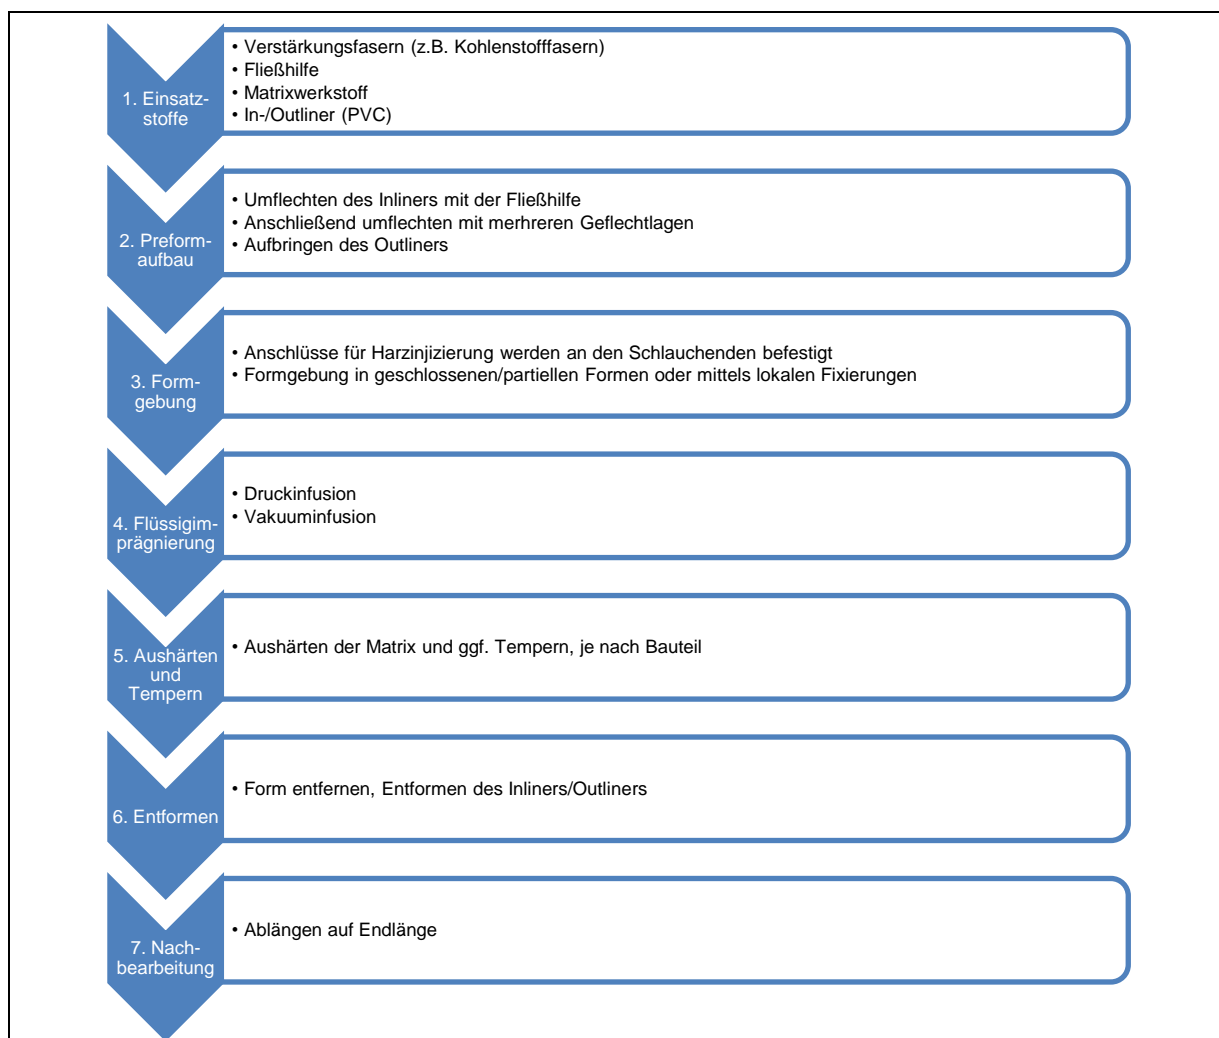 1. Einsatz-
stoffe
• Verstärkungsfasern (z.B. Kohlenstofffasern)
• Fließhilfe
• Matrixwerkstoff
• In-/Outliner (PVC)
2. Preform-
aufbau
• Umflechten des Inliners mit der Fließhilfe
• Anschließend umflechten mit merhreren Geflechtlagen
• Aufbringen des Outliners
3. Form-
gebung
• Anschlüsse für Harzinjizierung werden an den Schlauchenden befestigt
• Formgebung in geschlossenen/partiellen Formen oder mittels lokalen Fixierungen
4. Flüssigim-
prägnierung
• Druckinfusion
• Vakuuminfusion
5. Aushärten
und
Tempern
• Aushärten der Matrix und ggf. Tempern, je nach Bauteil
6. Entformen
• Form entfernen, Entformen des Inliners/Outliners
7. Nach-
bearbeitung
• Ablängen auf Endlänge